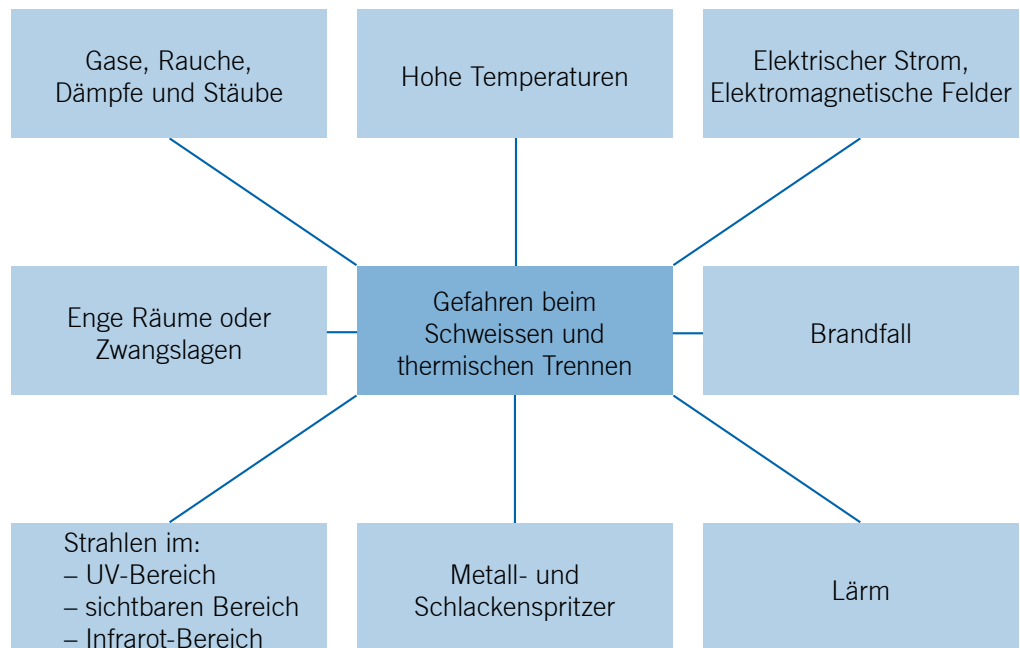 Gase, Rauche,
Dämpfe und Stäube
Hohe Temperaturen
Elektrischer Strom,
Elektromagnetische Felder
Enge Räume oder
Zwangslagen
Gefahren beim
Schweissen und
thermischen Trennen
Brandfall
Strahlen im:
– UV-Bereich
– sichtbaren Bereich
– Infrarot-Bereich
Metall- und
Schlackenspritzer
Lärm